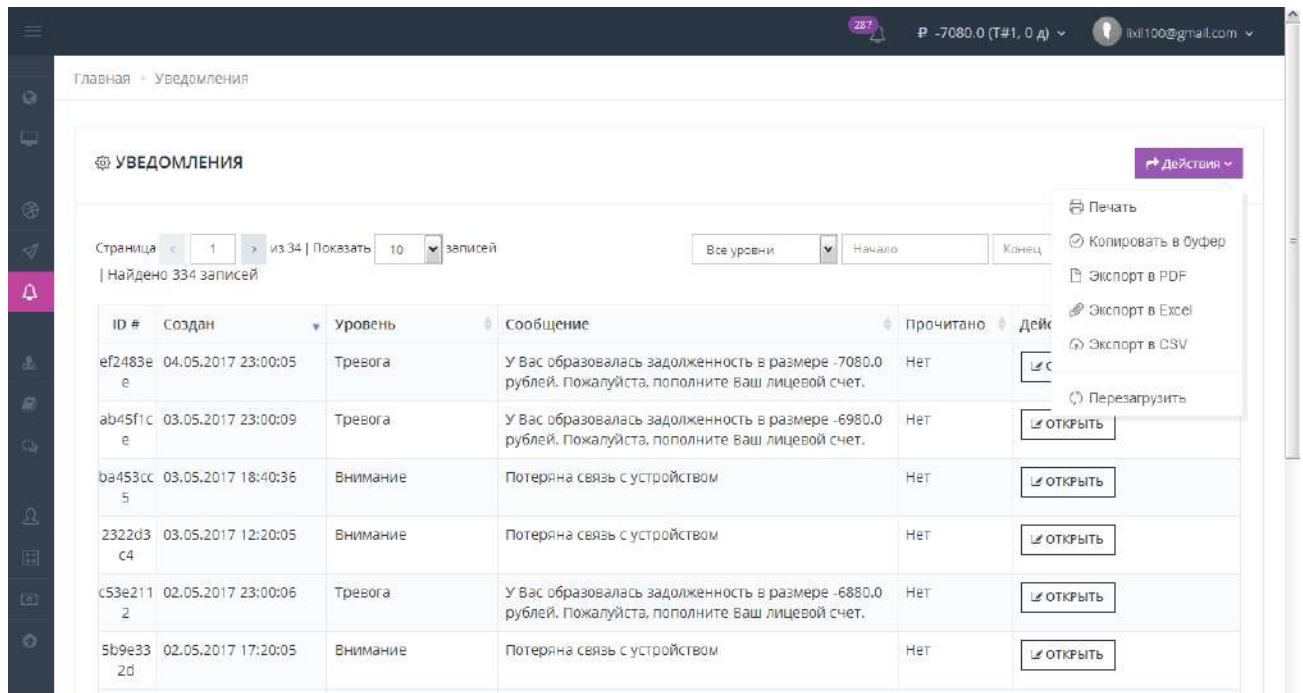 287
₽ -7080.0 (T#1, 0 д)
lixil100@gmail.com
Главная Уведомления
УВЕДОМЛЕНИЯ
Действия
Печать
Копировать в буфер
Экспорт в PDF
Экспорт в Excel
Экспорт в CSV
Перезагрузить
Страница < 1 > из 34 | Показать 10 записей
| Найдено 334 записей
Все уровни Начало Конец
ID # Создан Уровень Сообщение Прочитано Дейс
ef2483e 04.05.2017 23:00:05 Тревога У Вас образовалась задолженность в размере -7080.0 Нет
e рублей. Пожалуйста, пополните Ваш лицевой счет.
ab45f1c 03.05.2017 23:00:09 Тревога У Вас образовалась задолженность в размере -6980.0 Нет ОТКРЫТЬ
e рублей. Пожалуйста, пополните Ваш лицевой счет.
ba453cc 03.05.2017 18:40:36 Внимание Потеряна связь с устройством Нет ОТКРЫТЬ
5
2322d3 03.05.2017 12:20:05 Внимание Потеряна связь с устройством Нет ОТКРЫТЬ
c4
c53e211 02.05.2017 23:00:06 Тревога У Вас образовалась задолженность в размере -6880.0 Нет ОТКРЫТЬ
2 рублей. Пожалуйста, пополните Ваш лицевой счет.
5b9e33 02.05.2017 17:20:05 Внимание Потеряна связь с устройством Нет ОТКРЫТЬ
2d